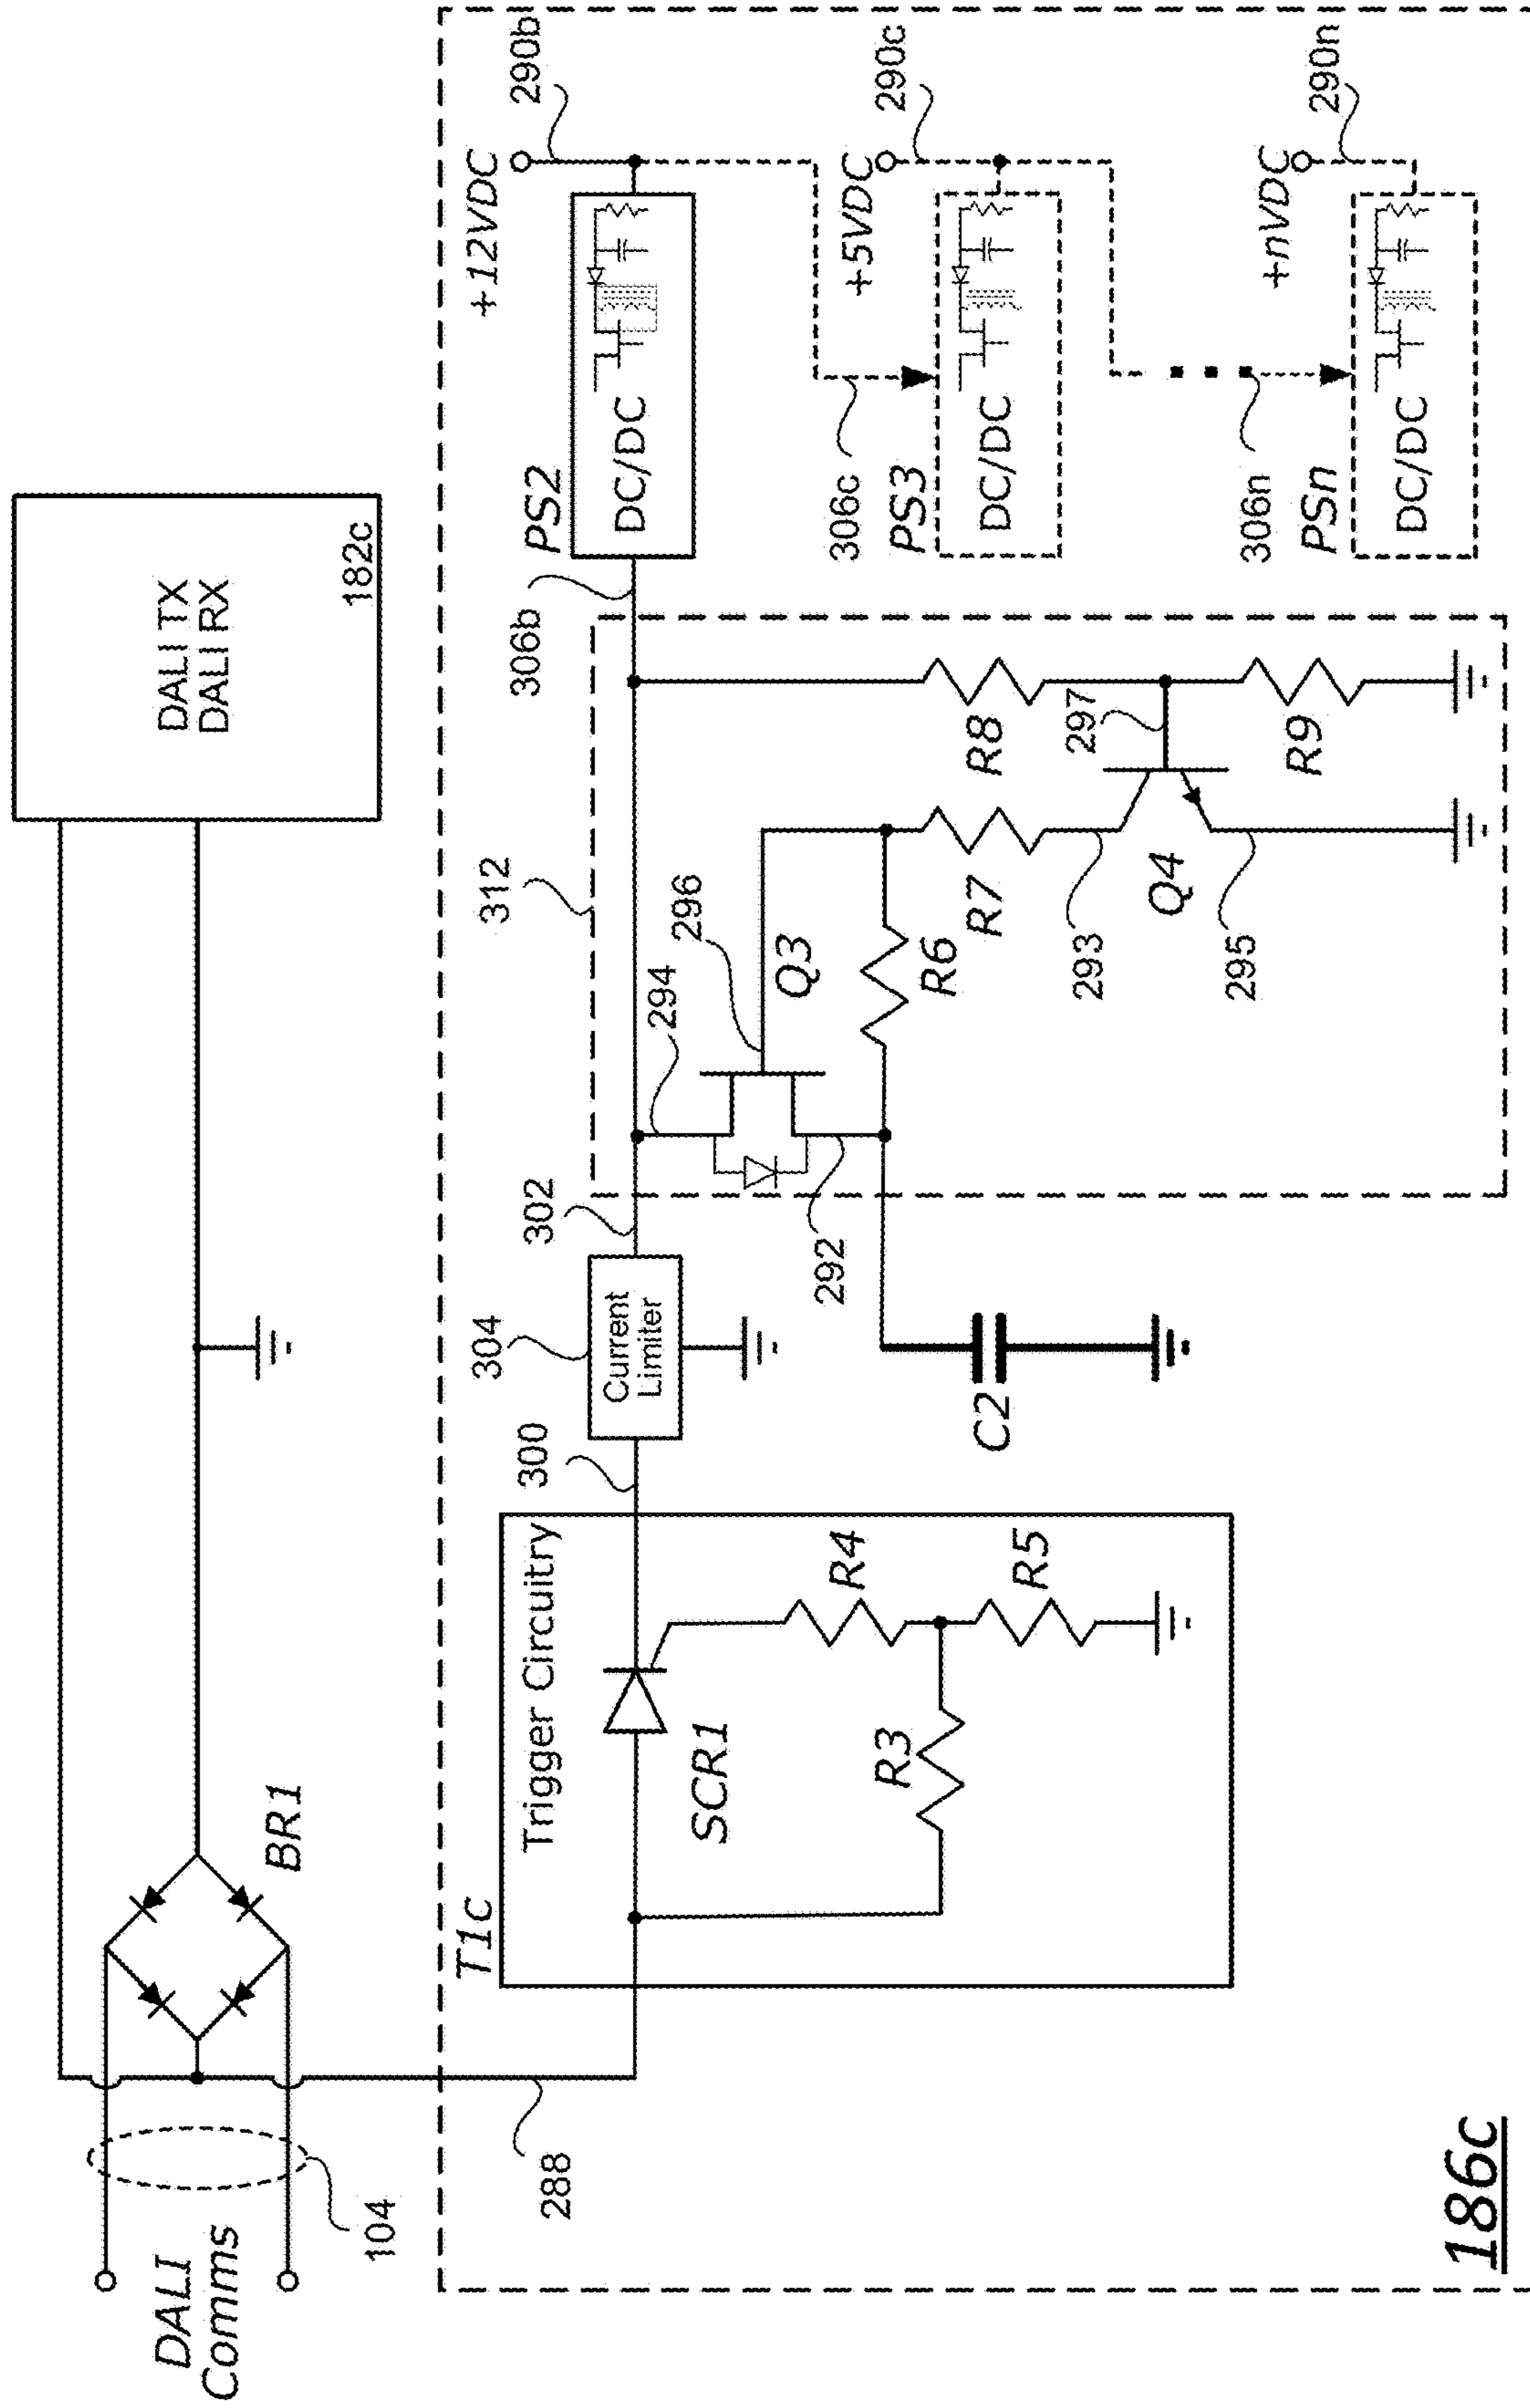 DALI
Comms
104
BR1
DALI TX
DALI RX
182c
288
T1c
Trigger Circuitry
SCR1
R3
R4
R5
300
304
Current
Limiter
302
C2
312
294
296
Q3
292
R6
R7
293
Q4
295
R8
297
R9
306b
PS2
DC/DC
+12VDC
290b
306c
PS3
DC/DC
+5VDC
290c
306n
PSn
DC/DC
+nVDC
290n
186c